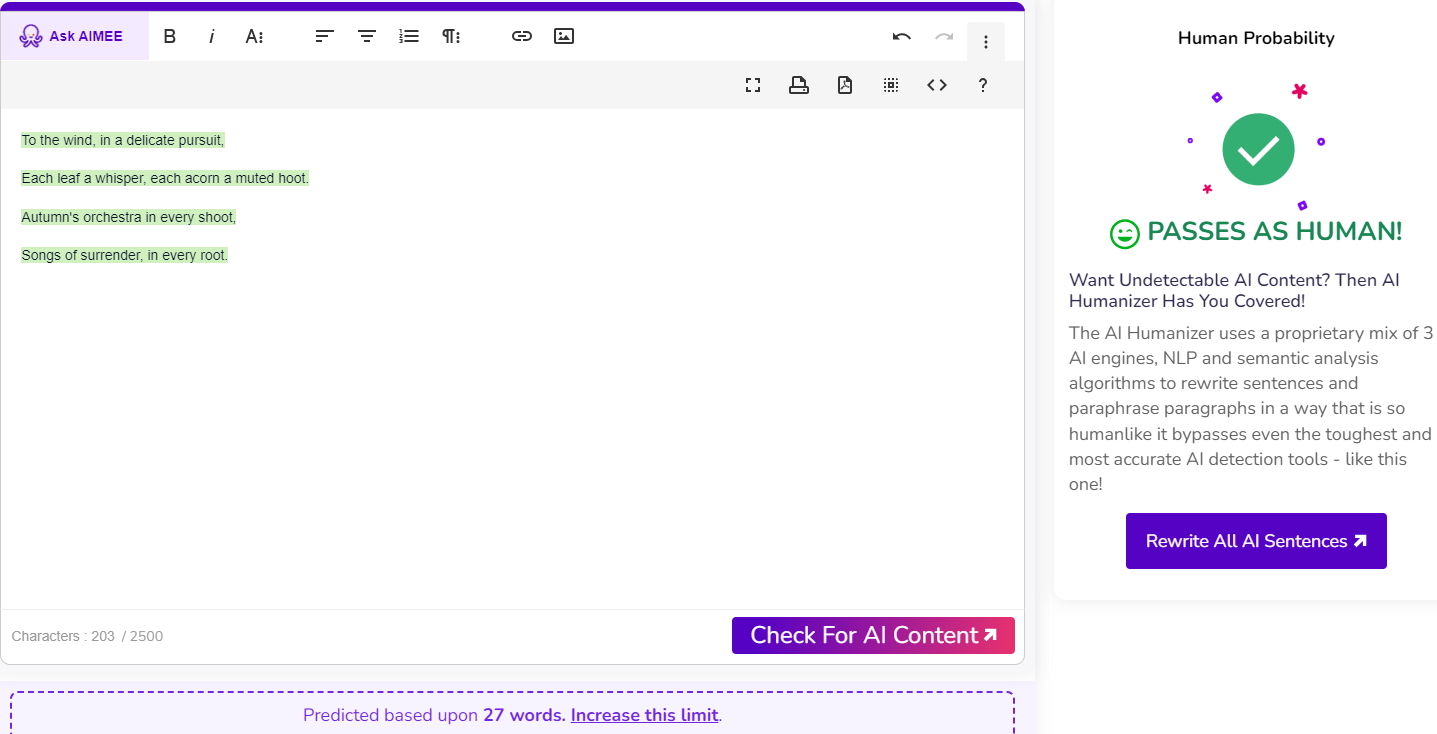 Ask AIMEE
To the wind, in a delicate pursuit,
Each leaf a whisper, each acorn a muted hoot.
Autumn's orchestra in every shoot,
Songs of surrender, in every root.
Characters : 203 / 2500
Check For AI Content
Predicted based upon 27 words. Increase this limit.
Human Probability
PASSES AS HUMAN!
Want Undetectable AI Content? Then AI
Humanizer Has You Covered!
The AI Humanizer uses a proprietary mix of 3
AI engines, NLP and semantic analysis
algorithms to rewrite sentences and
paraphrase paragraphs in a way that is so
humanlike it bypasses even the toughest and
most accurate AI detection tools - like this
one!
Rewrite All AI Sentences